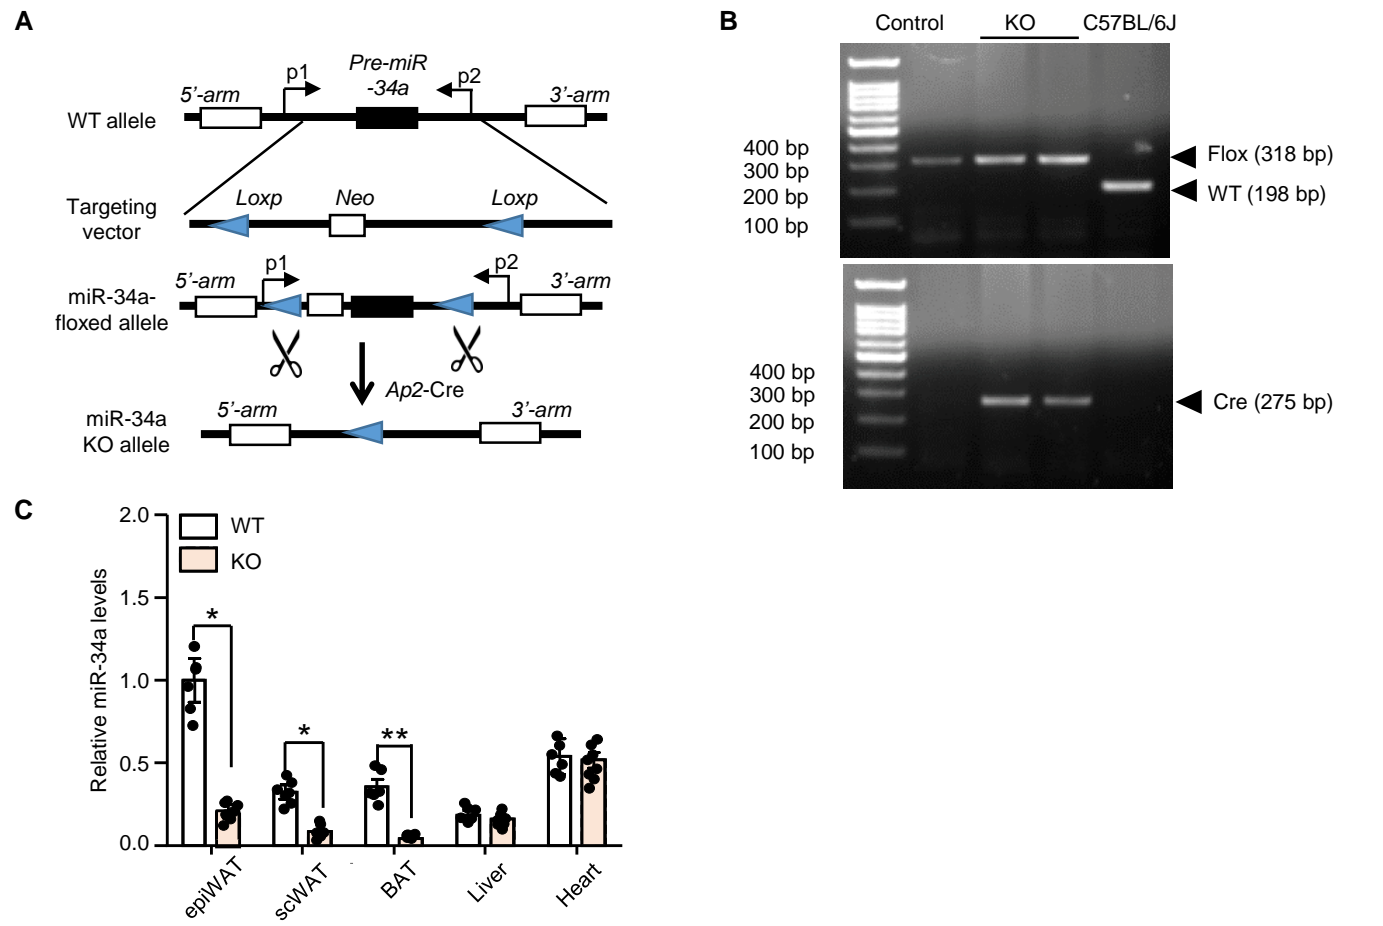 A
Pre-miR
-34a
p1
p2
5’-arm
3’-arm
WT allele
Loxp
Neo
Loxp
Targeting
vector
p1
p2
5’-arm
3’-arm
miR-34a-
floxed allele
Ap2-Cre
5’-arm
3’-arm
miR-34a
KO allele
B
Control
KO
C57BL/6J
400 bp
300 bp
200 bp
100 bp
Flox (318 bp)
WT (198 bp)
400 bp
300 bp
200 bp
100 bp
Cre (275 bp)
C
WT
KO
Relative miR-34a levels
2.0
1.5
1.0
0.5
0.0
*
*
**
epiWAT
scWAT
BAT
Liver
Heart